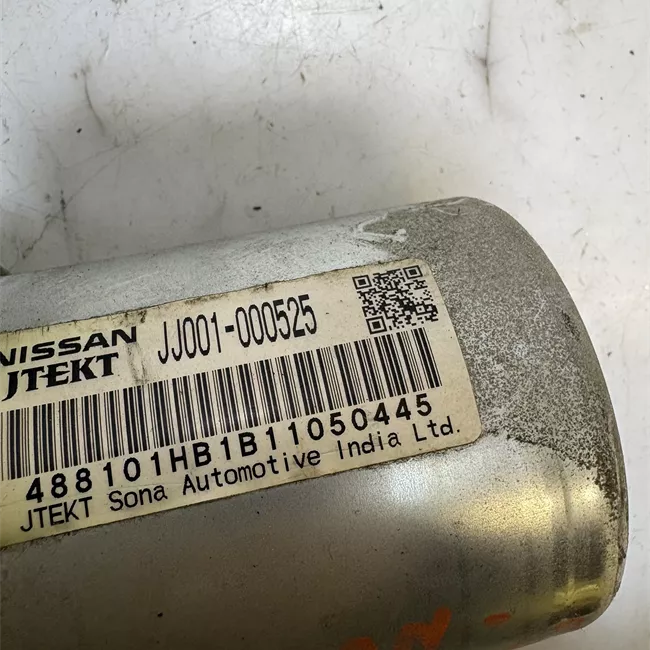 NISSAN JJ001-000525
JTEKT
488101HB1B11050445
JTEKT Sona Automotive India Ltd.